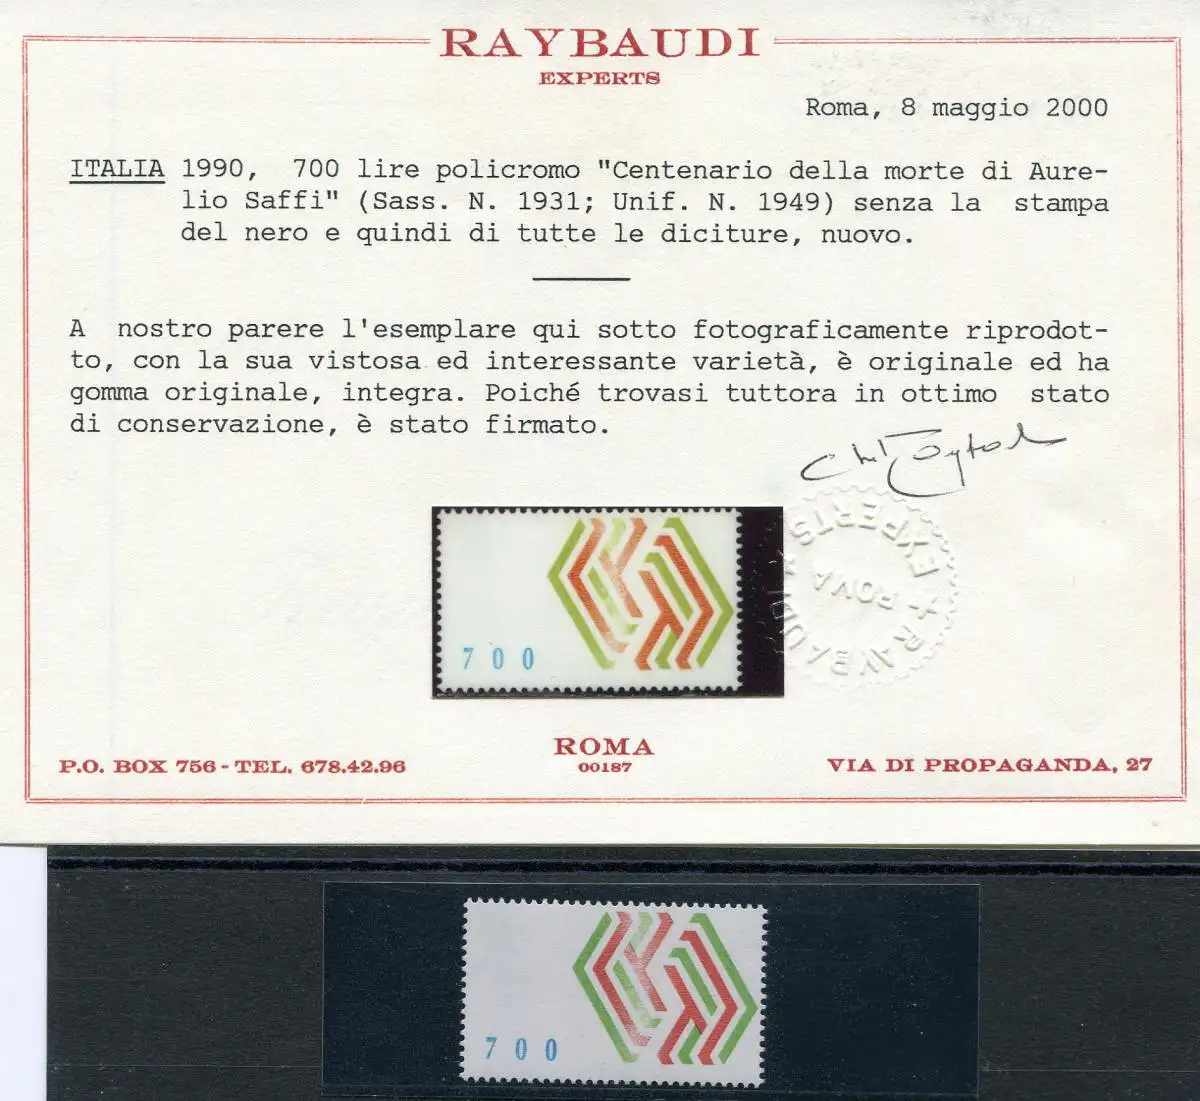 RAYBAUDI
EXPERTS
Roma, 8 maggio 2000
ITALIA 1990, 700 lire policromo "Centenario della morte di Aure-
lio Saffi" (Sass. N. 1931; Unif. N. 1949) senza la stampa
del nero e quindi di tutte le diciture, nuovo.
A nostro parere l'esemplare qui sotto fotograficamente riprodot-
to, con la sua vistosa ed interessante varietà, è originale ed ha
gomma originale, integra. Poiché trovasi tuttora in ottimo stato
di conservazione, è stato firmato.
700
RAYBAUDI EXPERTS
ROMA
ROMA
00187
P.O. BOX 756 - TEL. 678.42.96
VIA DI PROPAGANDA, 27
700